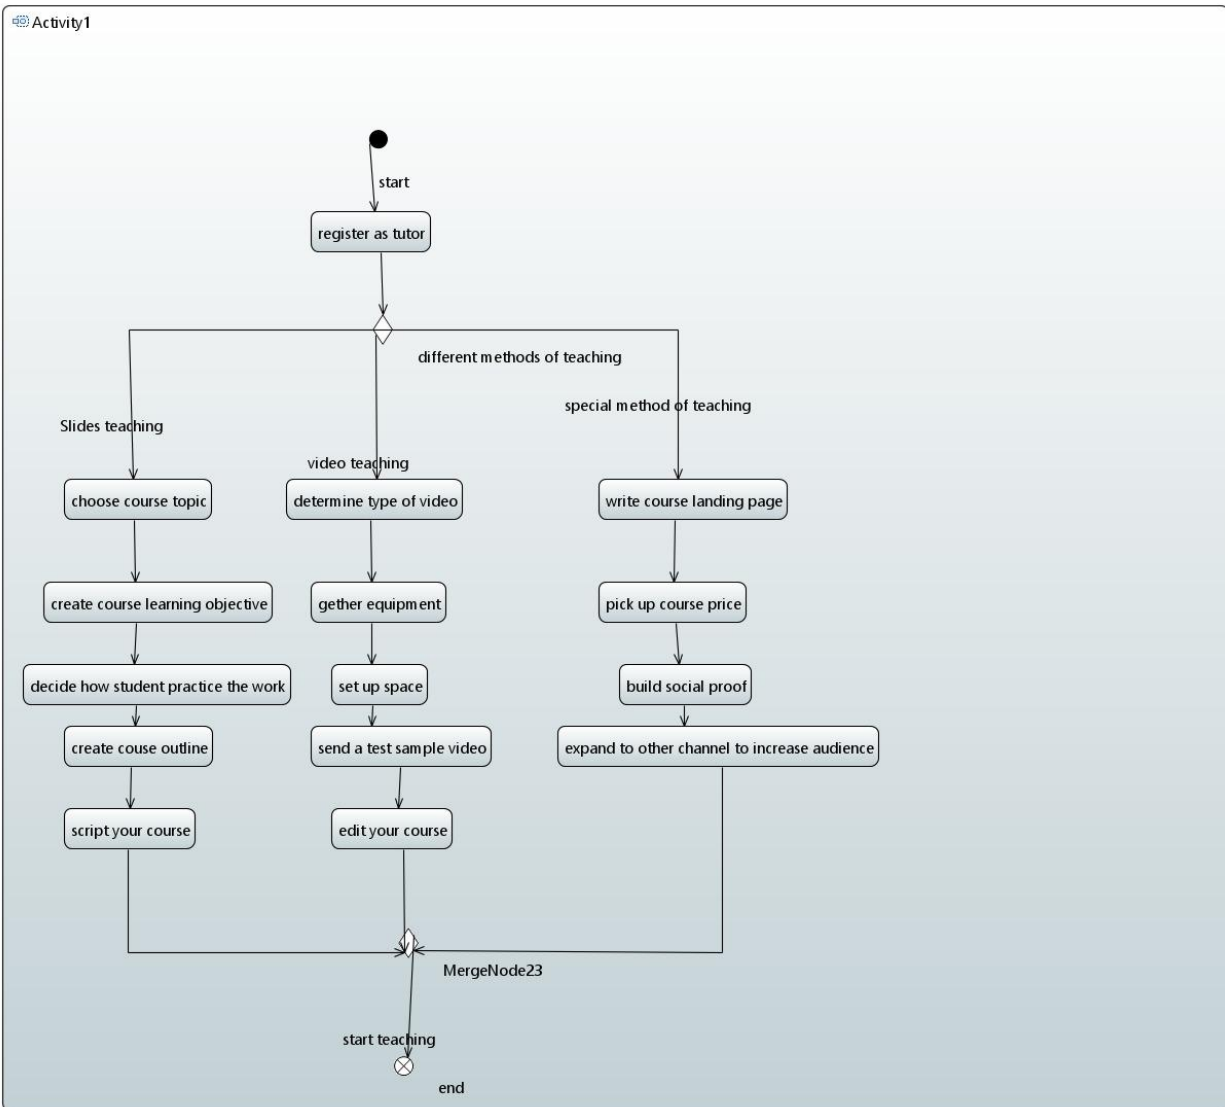 Activity1
start
register as tutor
different methods of teaching
special method of teaching
Slides teaching
video teaching
choose course topic
determine type of video
write course landing page
create course learning objective
gether equipment
pick up course price
decide how student practice the work
set up space
build social proof
create couse outline
send a test sample video
expand to other channel to increase audience
script your course
edit your course
MergeNode23
start teaching
end